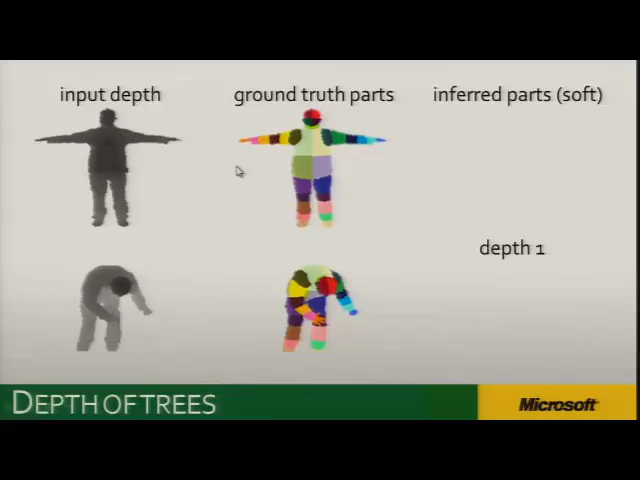 input depth
ground truth parts
inferred parts (soft)
depth 1
DEPTH OF TREES
Microsoft